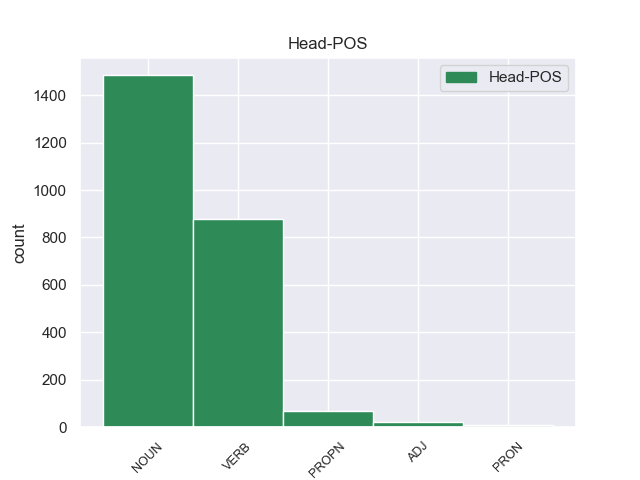 Head-POS
Head-POS
1400
1200
1000
800
600
400
200
0
count
NOUN
VERB
PROPN
ADJ
PRON